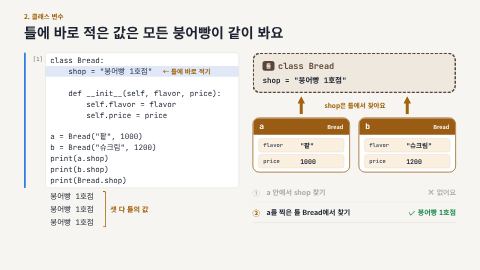 2. 클래스 변수
틀에 바로 적은 값은 모든 붕어빵이 같이 봐요
[1] class Bread:
shop = "붕어빵 1호점" ← 틀에 바로 적기
def __init__(self, flavor, price):
self.flavor = flavor
self.price = price
a = Bread("팥", 1000)
b = Bread("슈크림", 1200)
print(a.shop)
print(b.shop)
print(Bread.shop)
붕어빵 1호점
붕어빵 1호점
붕어빵 1호점
셋 다 틀의 값
틀 class Bread
shop = "붕어빵 1호점"
shop은 틀에서 찾아요
a Bread
flavor "팥"
price 1000
b Bread
flavor "슈크림"
price 1200
① a 안에서 shop 찾기 ✕ 없어요
② a를 찍은 틀 Bread에서 찾기 ✓ 붕어빵 1호점